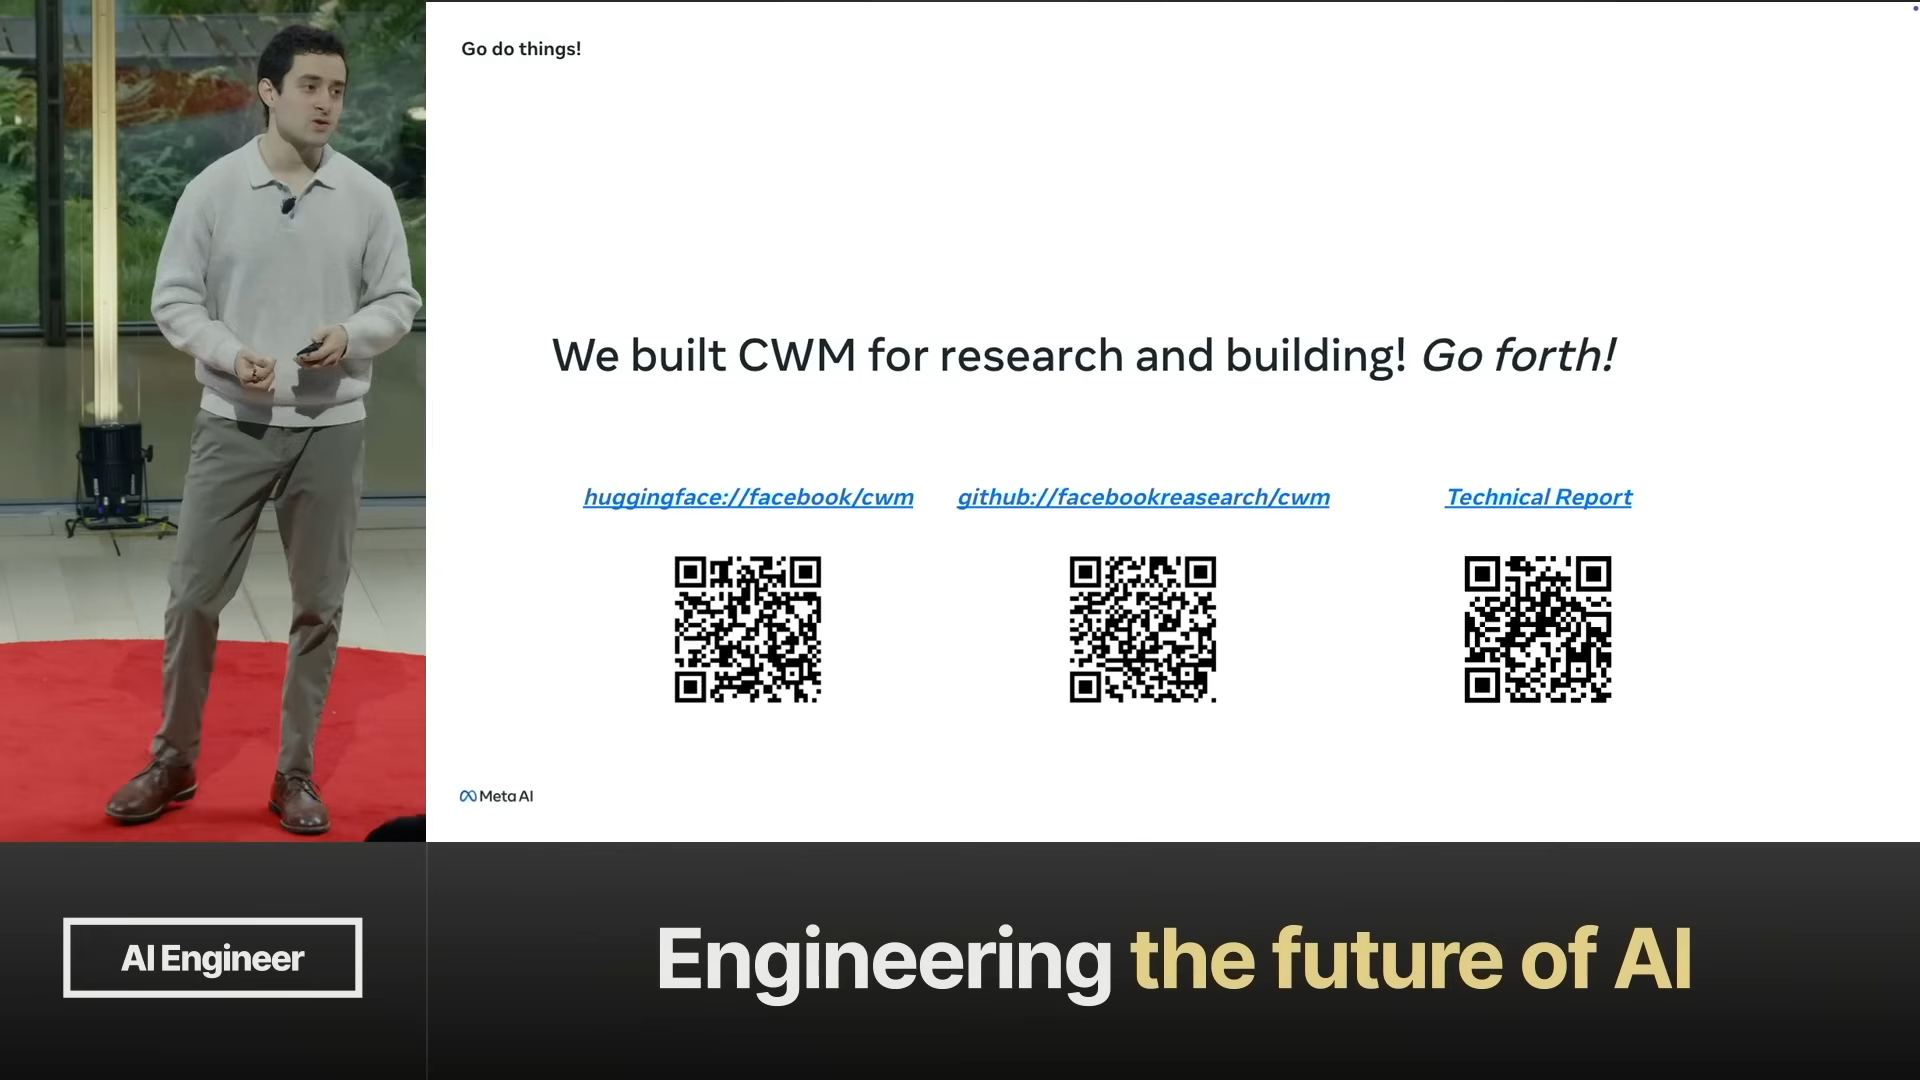 Go do things!
We built CWM for research and building! Go forth!
huggingface://facebook/cwm
github://facebookreasearch/cwm
Technical Report
Meta AI
AI Engineer
Engineering the future of AI